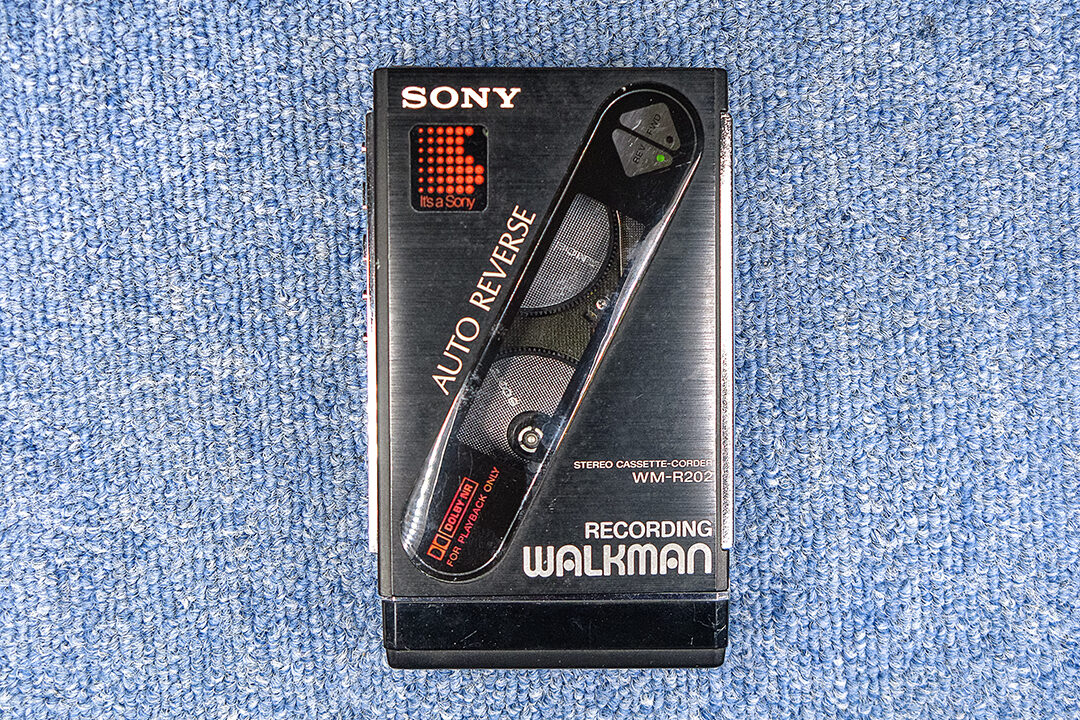 SONY
It's a Sony
FWD
REV
AUTO REVERSE
STEREO CASSETTE-CORDER
WM-R202
DOLBY NR
FOR PLAYBACK ONLY
RECORDING
WALKMAN